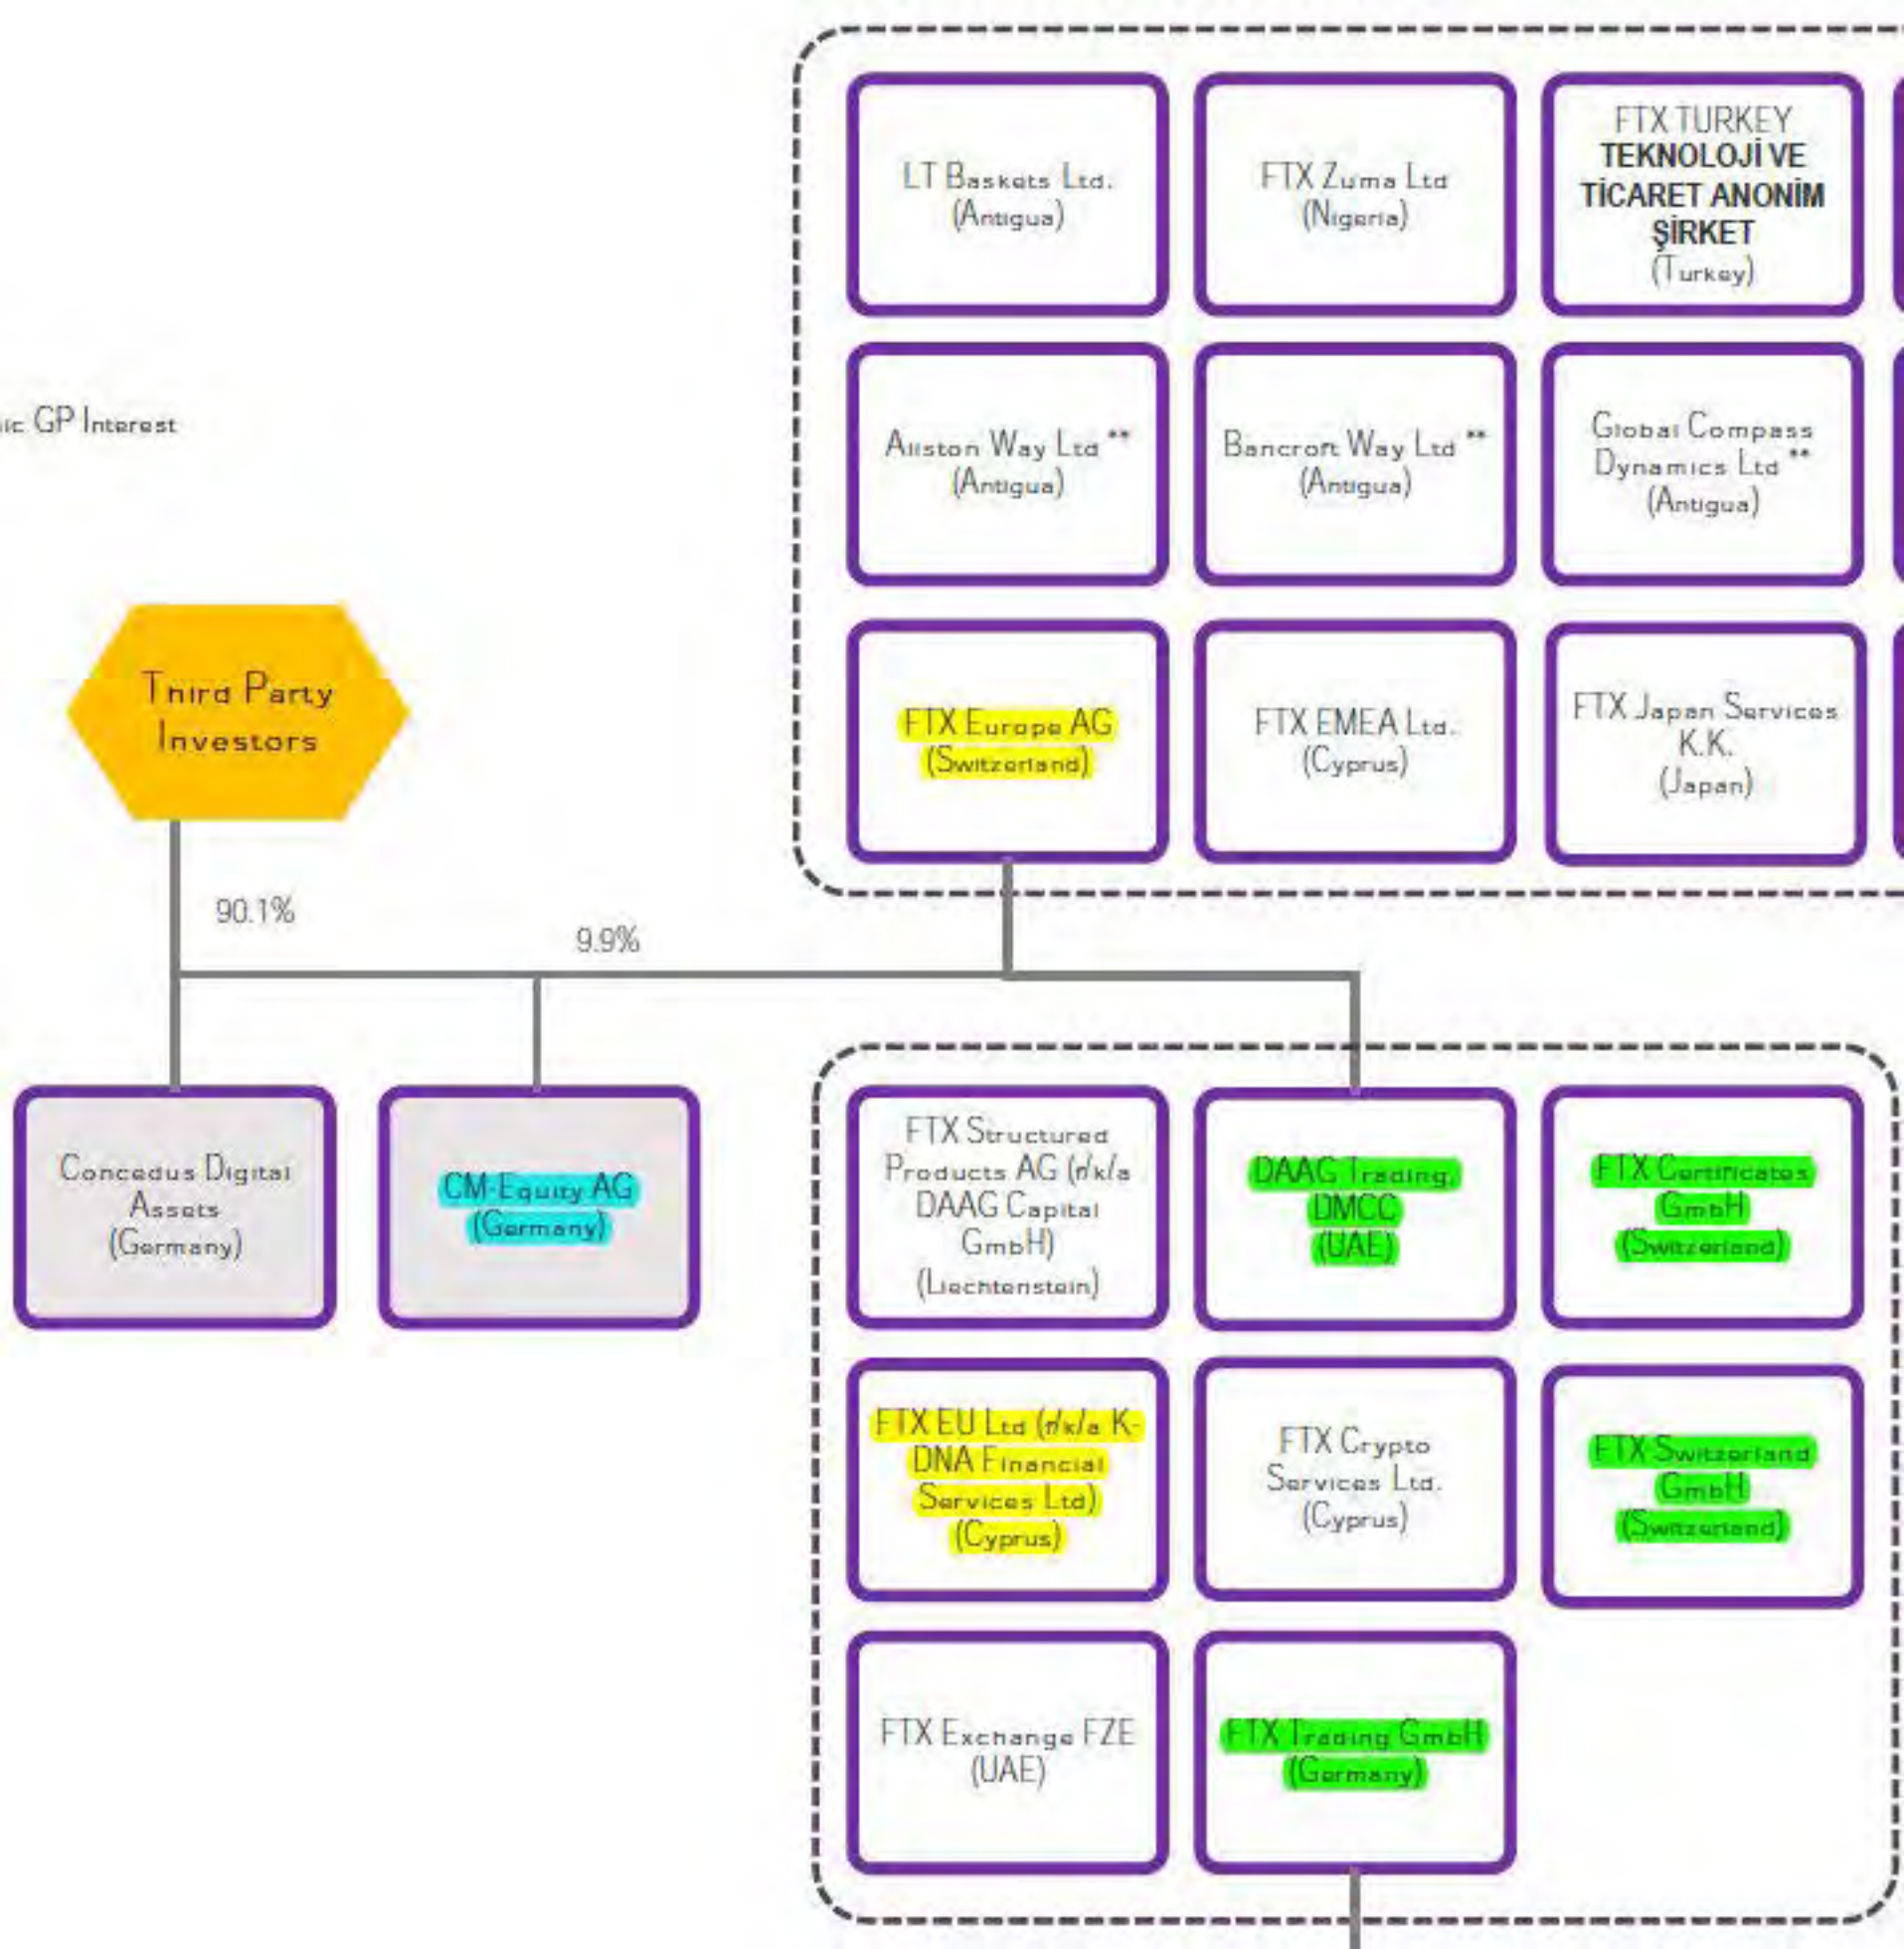 LT Baskets Ltd.
(Antigua)
FTX Zuma Ltd
(Nigeria)
FTX TURKEY
TEKNOLOJİ VE
TİCARET ANONİM
ŞİRKET
(Turkey)
GP Interest
Allston Way Ltd **
(Antigua)
Bancroft Way Ltd **
(Antigua)
Global Compass
Dynamics Ltd **
(Antigua)
Third Party
Investors
FTX Europe AG
(Switzerland)
FTX EMEA Ltd.
(Cyprus)
FTX Japan Services
K.K.
(Japan)
90.1%
9.9%
Concedus Digital
Assets
(Germany)
CM-Equity AG
(Germany)
FTX Structured
Products AG (f/k/a
DAAG Capital
GmbH)
(Liechtenstein)
DAAG Trading,
DMCC
(UAE)
FTX Certificates
GmbH
(Switzerland)
FTX EU Ltd (f/k/a K-
DNA Financial
Services Ltd)
(Cyprus)
FTX Crypto
Services Ltd.
(Cyprus)
FTX Switzerland
GmbH
(Switzerland)
FTX Exchange FZE
(UAE)
FTX Trading GmbH
(Germany)